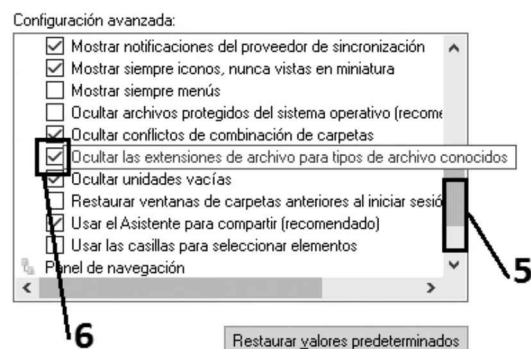 Configuración avanzada:
Mostrar notificaciones del proveedor de sincronización
Mostrar siempre iconos, nunca vistas en miniatura
Mostrar siempre menús
Ocultar archivos protegidos del sistema operativo (recome
Ocultar conflictos de combinación de carpetas
Ocultar las extensiones de archivo para tipos de archivo conocidos
Ocultar unidades vacías
Restaurar ventanas de carpetas anteriores al iniciar sesió
Usar el Asistente para compartir (recomendado)
Usar las casillas para seleccionar elementos
Panel de navegación
5
6
Restaurar valores predeterminados